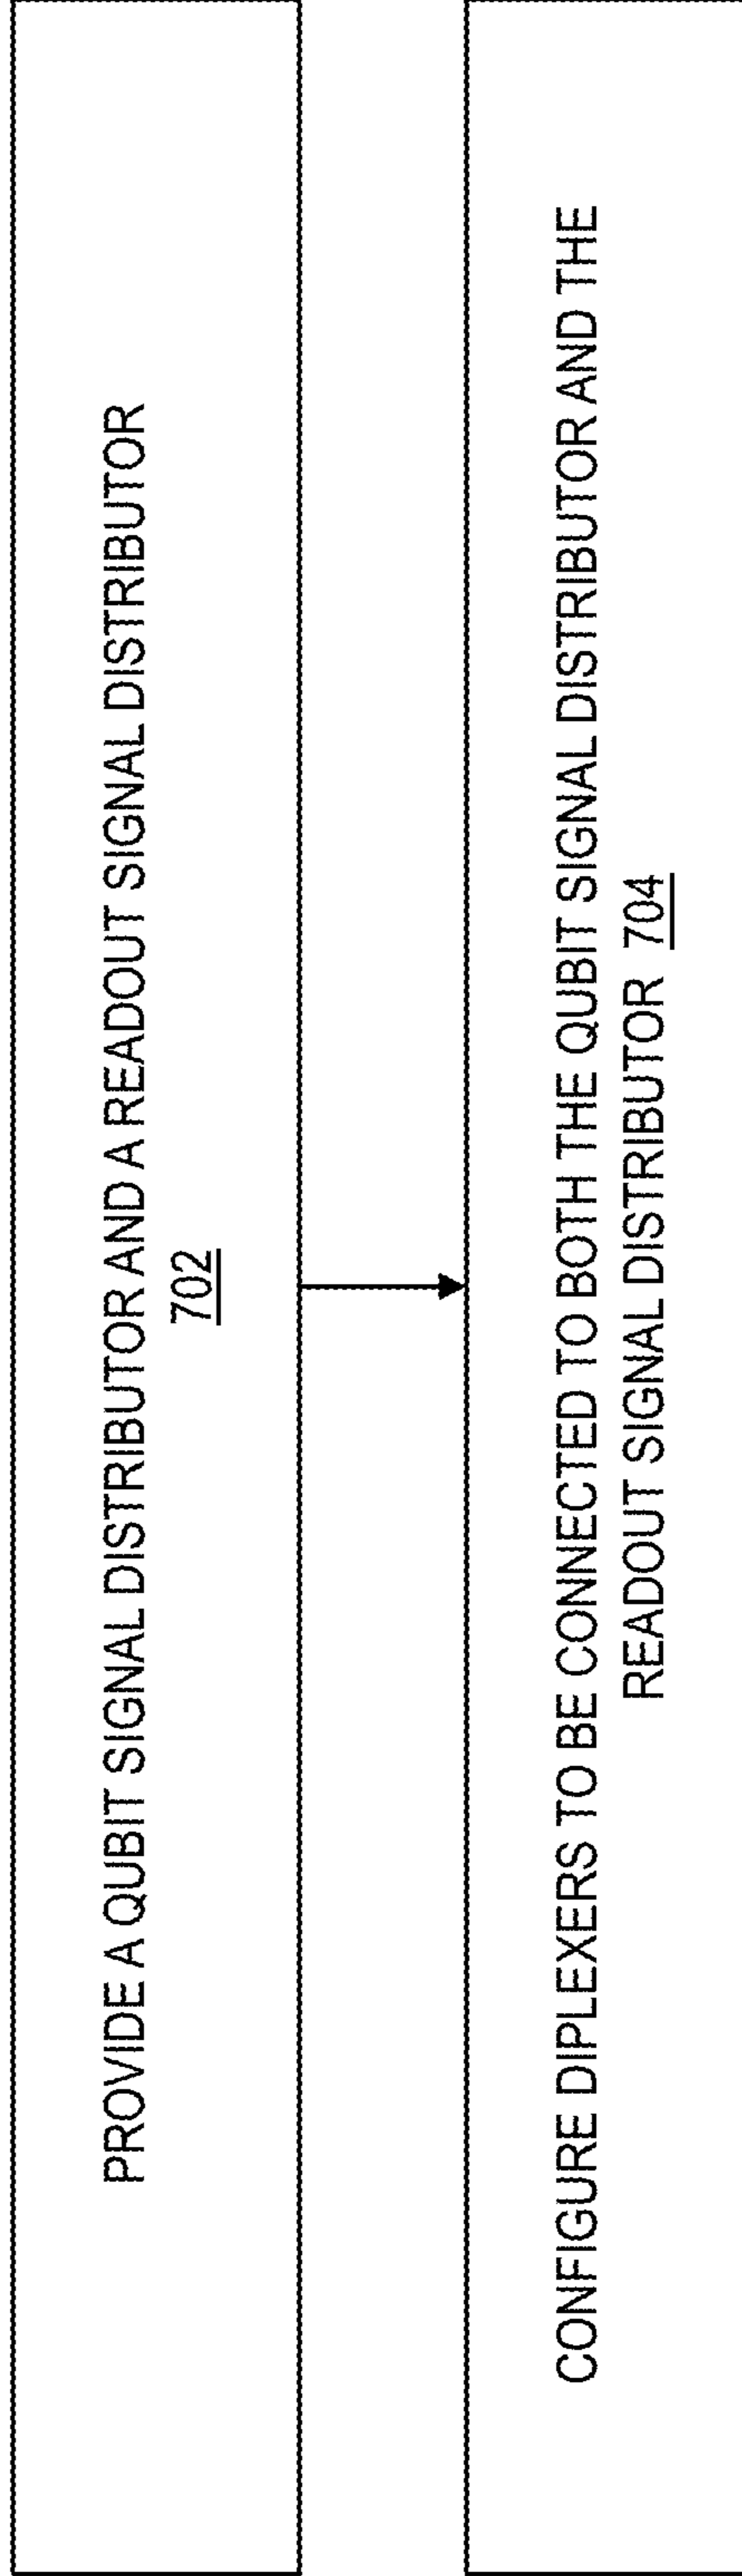 PROVIDE A QUBIT SIGNAL DISTRIBUTOR AND A READOUT SIGNAL DISTRIBUTOR
702
CONFIGURE DIPLEXERS TO BE CONNECTED TO BOTH THE QUBIT SIGNAL DISTRIBUTOR AND THE
READOUT SIGNAL DISTRIBUTOR 704